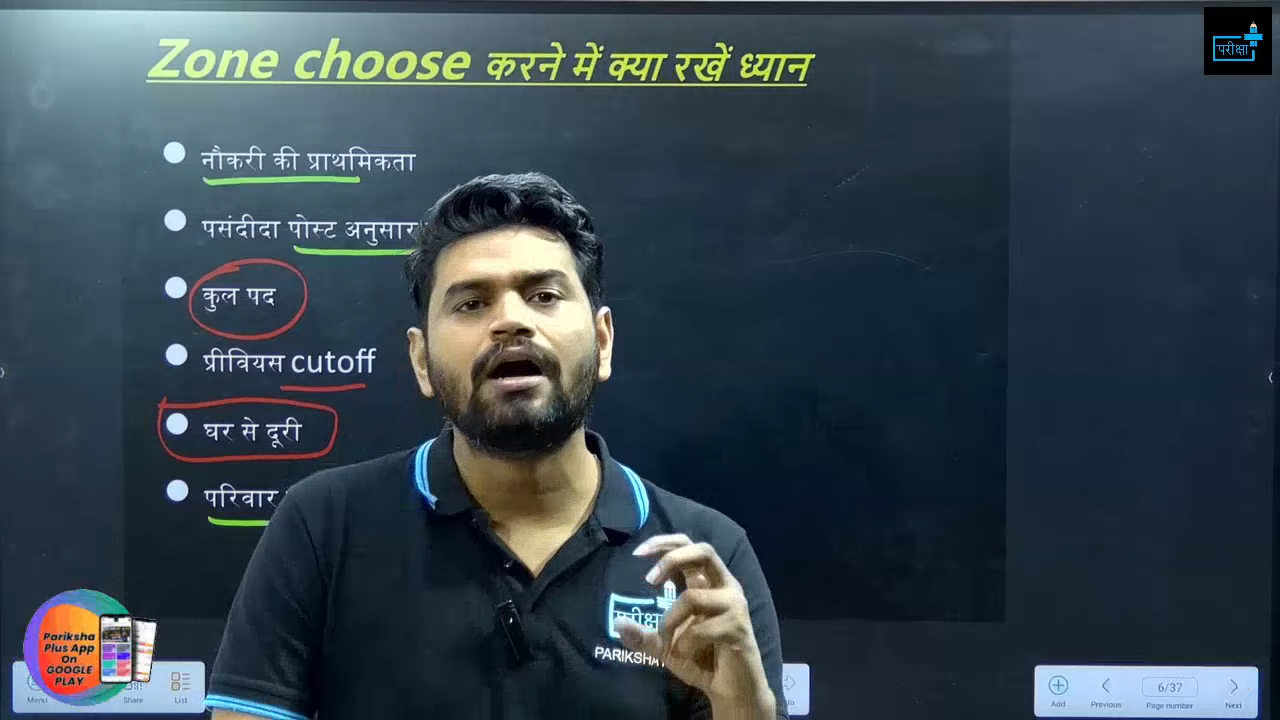 Zone choose करने में क्या रखें ध्यान
परीक्षा
नौकरी की प्राथमिकता
पसंदीदा पोस्ट अनुसार
कुल पद
प्रीवियस cutoff
घर से दूरी
परिवार
परीक्षा
PARIKSHA
Pariksha
Plus App
On
GOOGLE
PLAY
Menu
Share
List
Add
Previous
6/37
Page number
Next